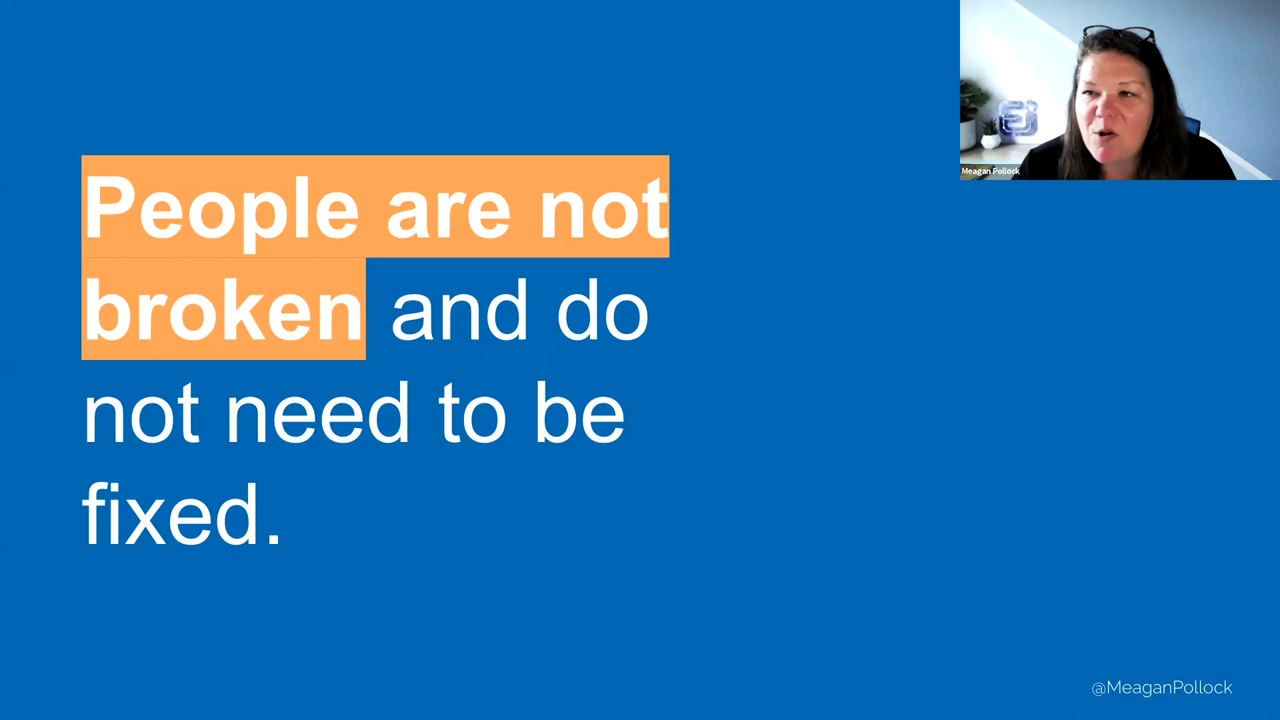 People are not
broken and do
not need to be
fixed.
Meagan Pollock
@MeaganPollock